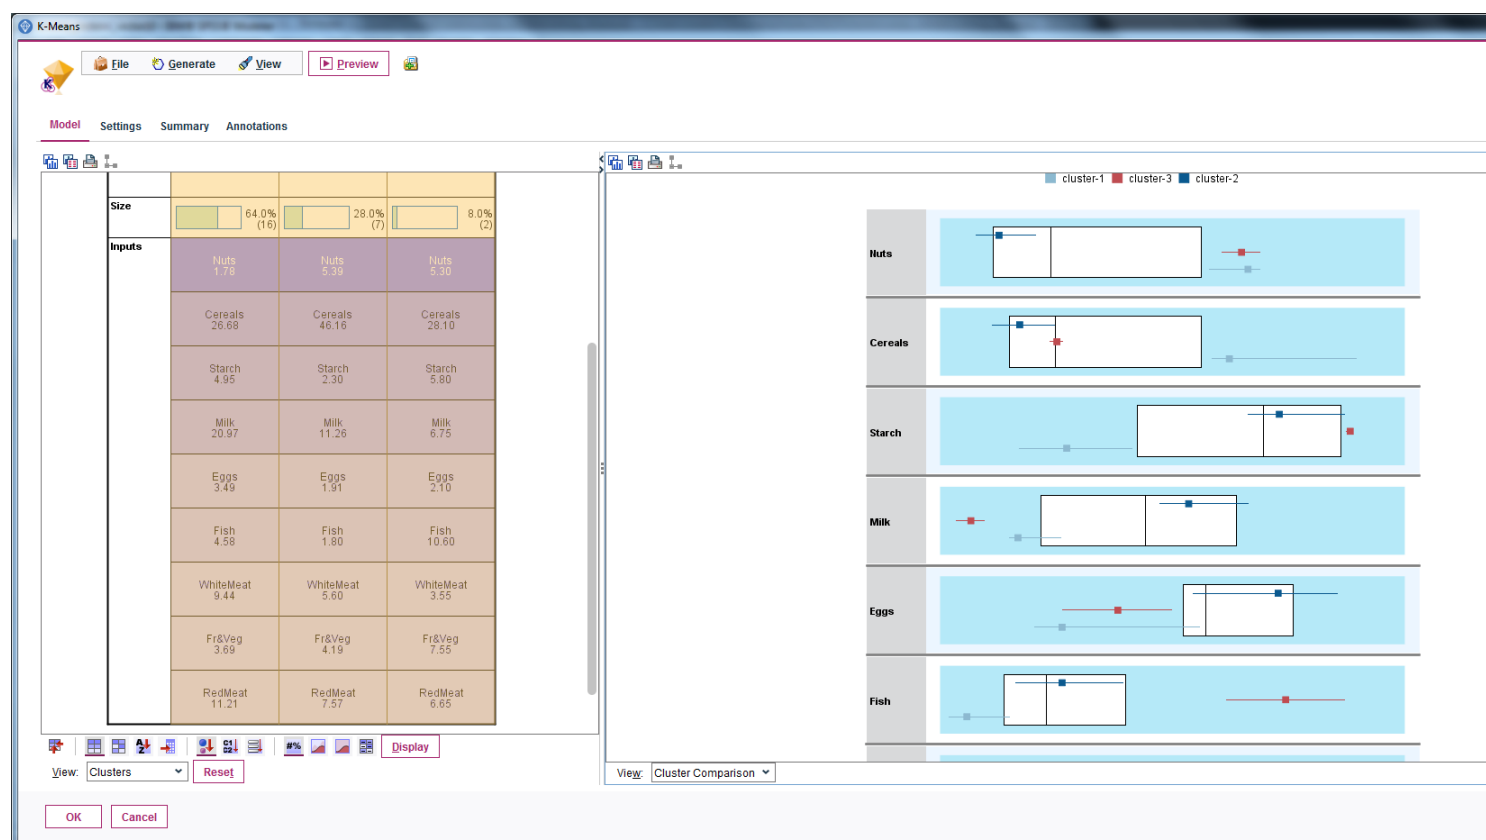 K-Means
File Generate View Preview
Model Settings Summary Annotations
cluster-1 cluster-3 cluster-2
Size
64.0% 28.0% 8.0%
(16) (7) (2)
Inputs
Nuts Nuts Nuts
1.78 5.39 5.30
Cereals Cereals Cereals
26.68 46.16 28.10
Starch Starch Starch
4.95 2.30 5.80
Milk Milk Milk
20.97 11.26 6.75
Eggs Eggs Eggs
3.49 1.91 2.10
Fish Fish Fish
4.58 1.80 10.60
WhiteMeat WhiteMeat WhiteMeat
9.44 5.60 3.55
Fr&Veg Fr&Veg Fr&Veg
3.69 4.19 7.55
RedMeat RedMeat RedMeat
11.21 7.57 6.65
Display
View: Clusters Reset
Nuts
Cereals
Starch
Milk
Eggs
Fish
View: Cluster Comparison
OK Cancel